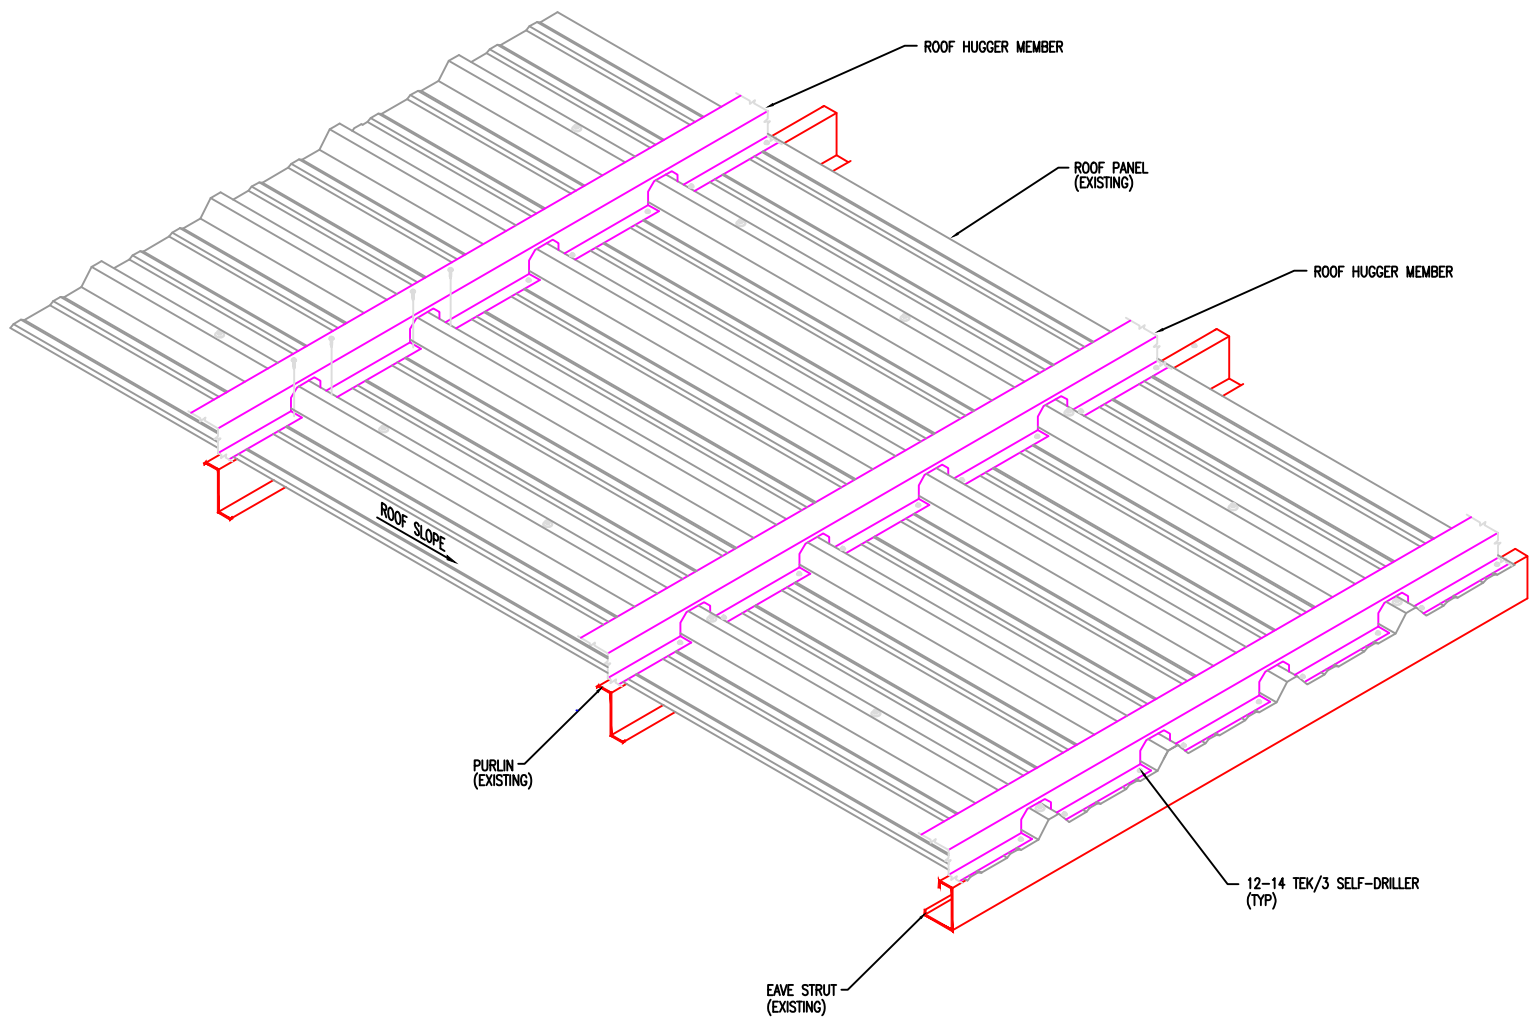 ROOF HUGGER MEMBER
ROOF PANEL
(EXISTING)
ROOF HUGGER MEMBER
ROOF SLOPE
PURLIN
(EXISTING)
12-14 TEK/3 SELF-DRILLER
(TYP)
EAVE STRUT
(EXISTING)